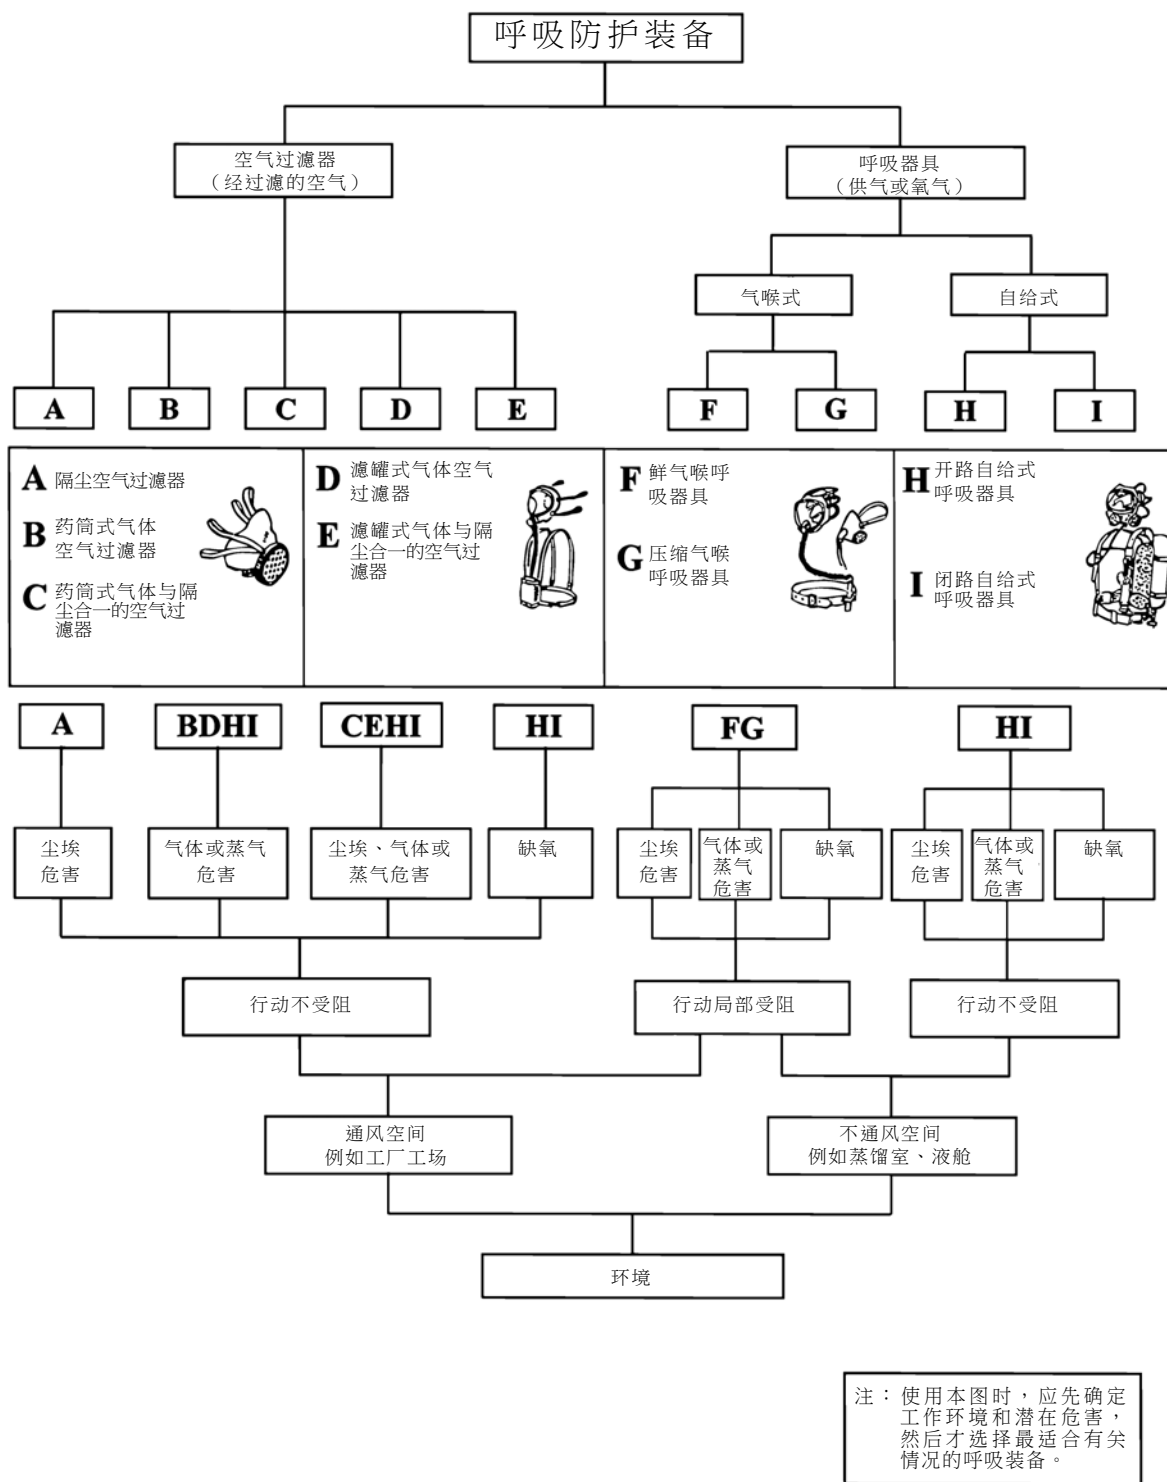 呼吸防护装备
空气过滤器
（经过滤的空气）
呼吸器具
（供气或氧气）
气喉式
自给式
A
B
C
D
E
F
G
H
I
A 隔尘空气过滤器
B 药筒式气体
空气过滤器
C 药筒式气体与隔
尘合一的空气过
滤器
D 滤罐式气体空气
过滤器
E 滤罐式气体与隔
尘合一的空气过
滤器
F 鲜气喉呼
吸器具
G 压缩气喉
呼吸器具
H 开路自给式
呼吸器具
I 闭路自给式
呼吸器具
A
BDHI
CEHI
HI
FG
HI
尘埃
危害
气体或蒸气
危害
尘埃、气体或
蒸气危害
缺氧
尘埃
危害
气体或
蒸气
危害
缺氧
尘埃
危害
气体或
蒸气
危害
缺氧
行动不受阻
行动局部受阻
行动不受阻
通风空间
例如工厂工场
不通风空间
例如蒸馏室、液舱
环境
注：使用本图时，应先确定
工作环境和潜在危害，
然后才选择最适合有关
情况的呼吸装备。